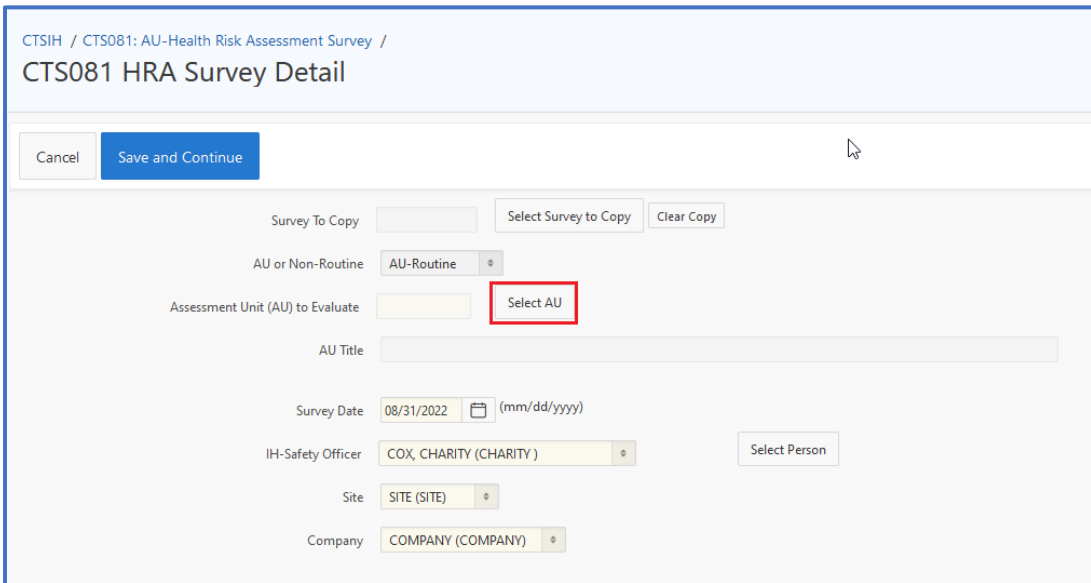 CTSIH / CTS081: AU-Health Risk Assessment Survey /
CTS081 HRA Survey Detail
Cancel Save and Continue
Survey To Copy Select Survey to Copy Clear Copy
AU or Non-Routine AU-Routine
Assessment Unit (AU) to Evaluate Select AU
AU Title
Survey Date 08/31/2022 (mm/dd/yyyy)
IH-Safety Officer COX, CHARITY (CHARITY ) Select Person
Site SITE (SITE)
Company COMPANY (COMPANY)